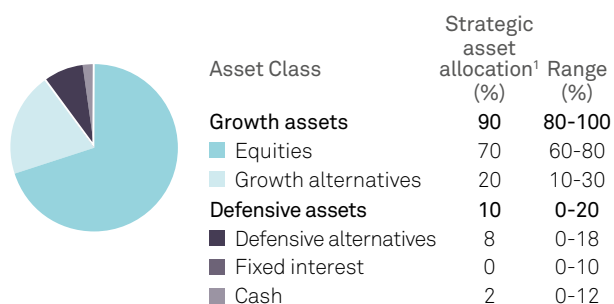 Strategic
asset
Asset Class allocation¹ Range
(%) (%)
Growth assets 90 80-100
Equities 70 60-80
Growth alternatives 20 10-30
Defensive assets 10 0-20
Defensive alternatives 8 0-18
Fixed interest 0 0-10
Cash 2 0-12